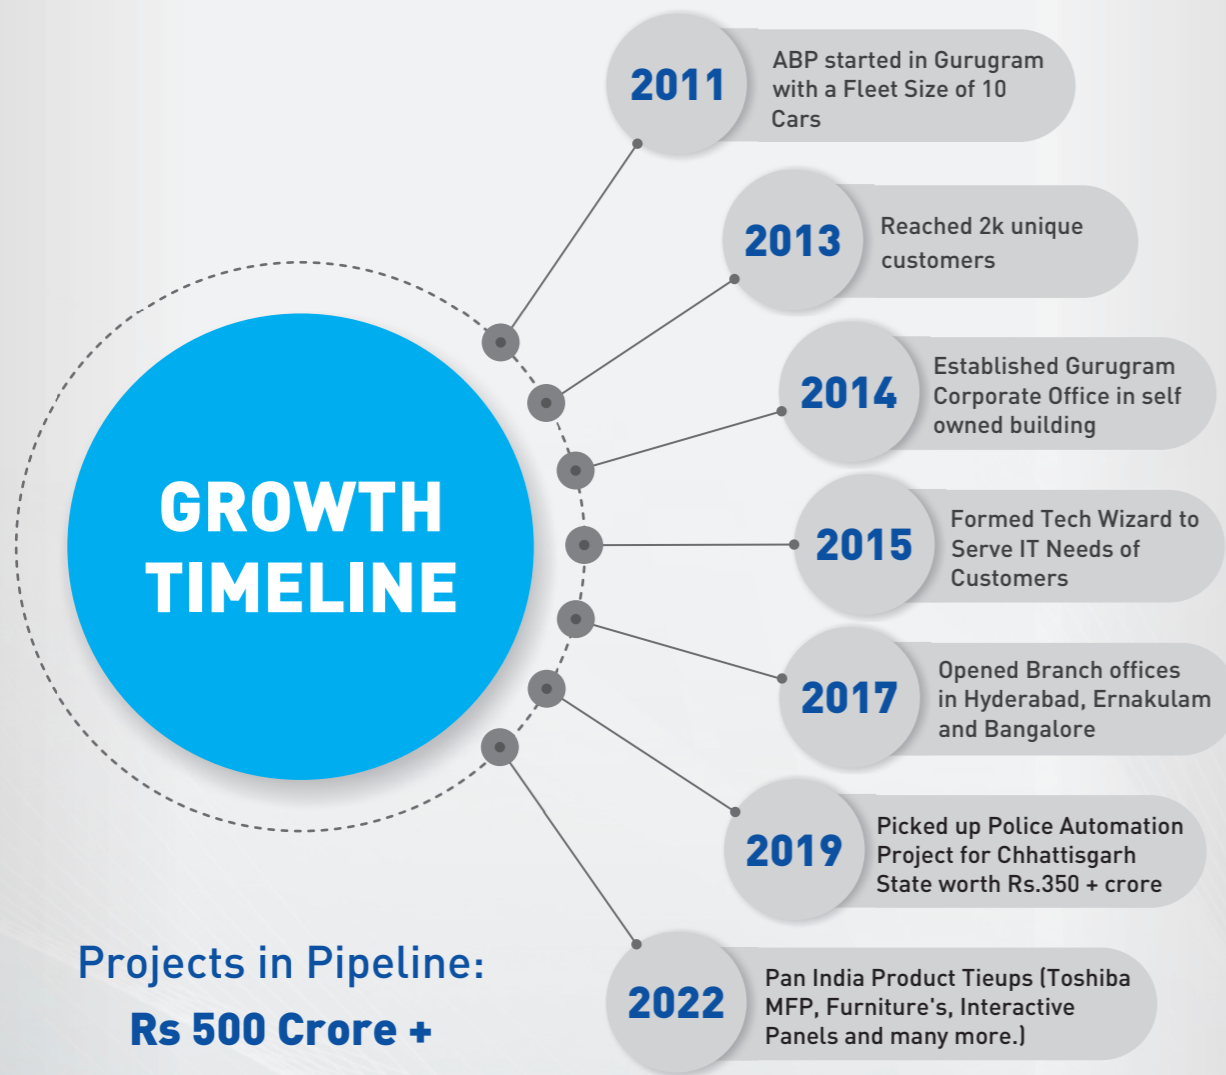 GROWTH
TIMELINE
2011
ABP started in Gurugram
with a Fleet Size of 10
Cars
2013
Reached 2k unique
customers
2014
Established Gurugram
Corporate Office in self
owned building
2015
Formed Tech Wizard to
Serve IT Needs of
Customers
2017
Opened Branch offices
in Hyderabad, Ernakulam
and Bangalore
2019
Picked up Police Automation
Project for Chhattisgarh
State worth Rs.350 + crore
2022
Pan India Product Tieups (Toshiba
MFP, Furniture's, Interactive
Panels and many more.)
Projects in Pipeline:
Rs 500 Crore +